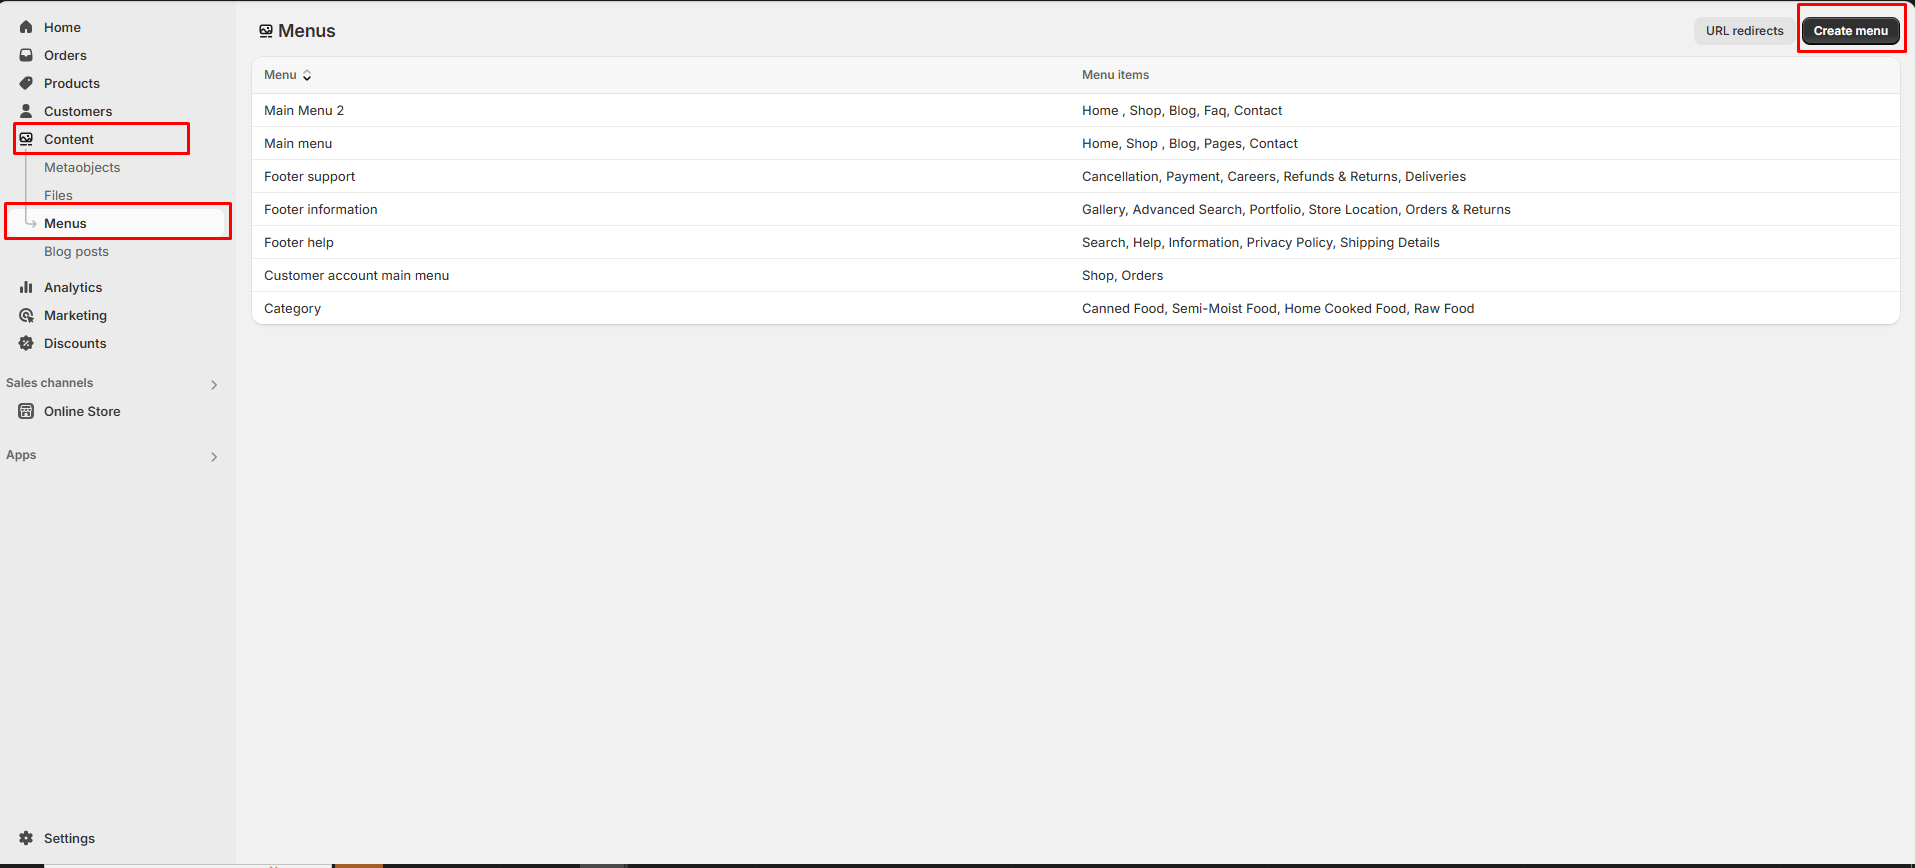 Home
Orders
Products
Customers
Content
Metaobjects
Files
Menus
Blog posts
Analytics
Marketing
Discounts
Sales channels
Online Store
Apps
Settings
Menus
URL redirects
Create menu
Menu Menu items
Main Menu 2 Home , Shop, Blog, Faq, Contact
Main menu Home, Shop , Blog, Pages, Contact
Footer support Cancellation, Payment, Careers, Refunds & Returns, Deliveries
Footer information Gallery, Advanced Search, Portfolio, Store Location, Orders & Returns
Footer help Search, Help, Information, Privacy Policy, Shipping Details
Customer account main menu Shop, Orders
Category Canned Food, Semi-Moist Food, Home Cooked Food, Raw Food